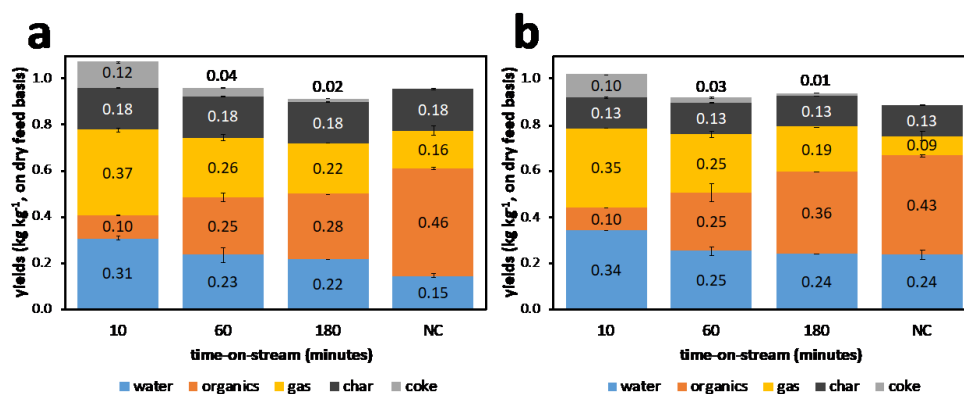 a
yields (kg kg⁻¹, on dry feed basis)
1.0
0.8
0.6
0.4
0.2
0.0
0.12 0.04 0.02
0.18 0.18 0.18 0.18
0.37 0.26 0.22 0.16
0.10 0.25 0.28 0.46
0.31 0.23 0.22 0.15
10 60 180 NC
time-on-stream (minutes)
water organics gas char coke
b
yields (kg kg⁻¹, on dry feed basis)
1.0
0.8
0.6
0.4
0.2
0.0
0.10 0.03 0.01
0.13 0.13 0.13 0.13
0.35 0.25 0.19 0.09
0.10 0.25 0.36 0.43
0.34 0.25 0.24 0.24
10 60 180 NC
time-on-stream (minutes)
water organics gas char coke